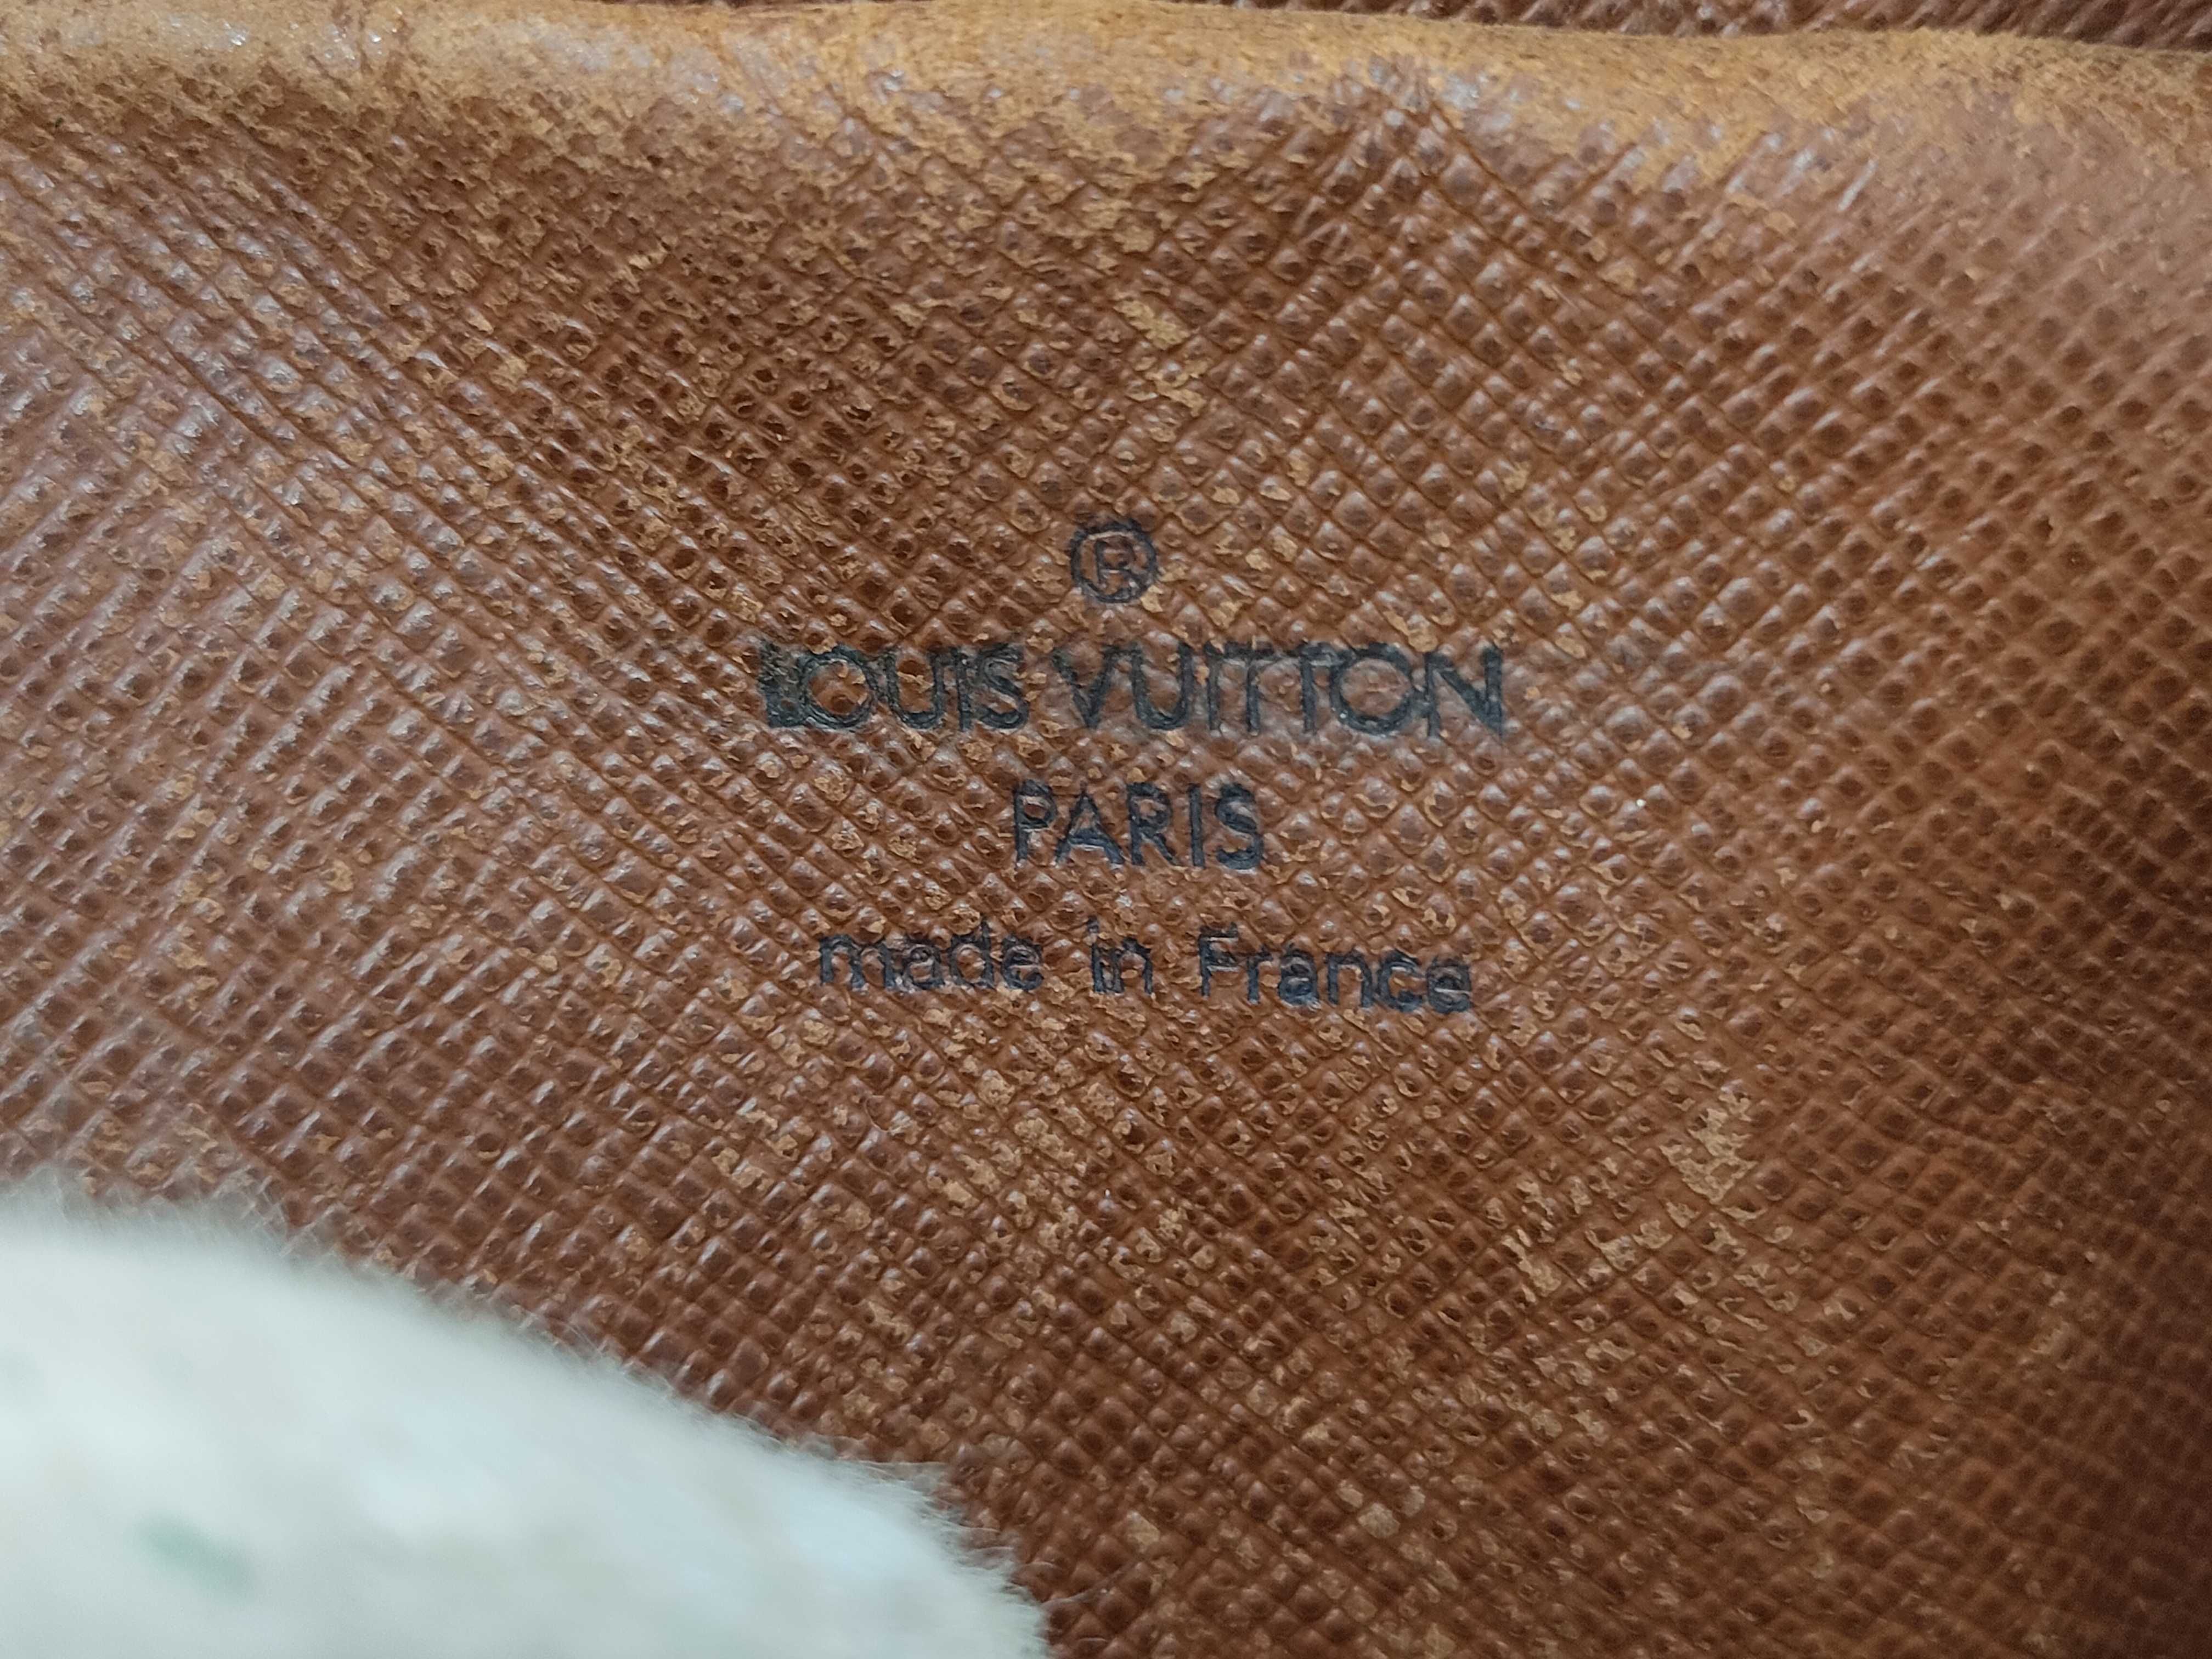 ®
LOUIS VUITTON
PARIS
made in France